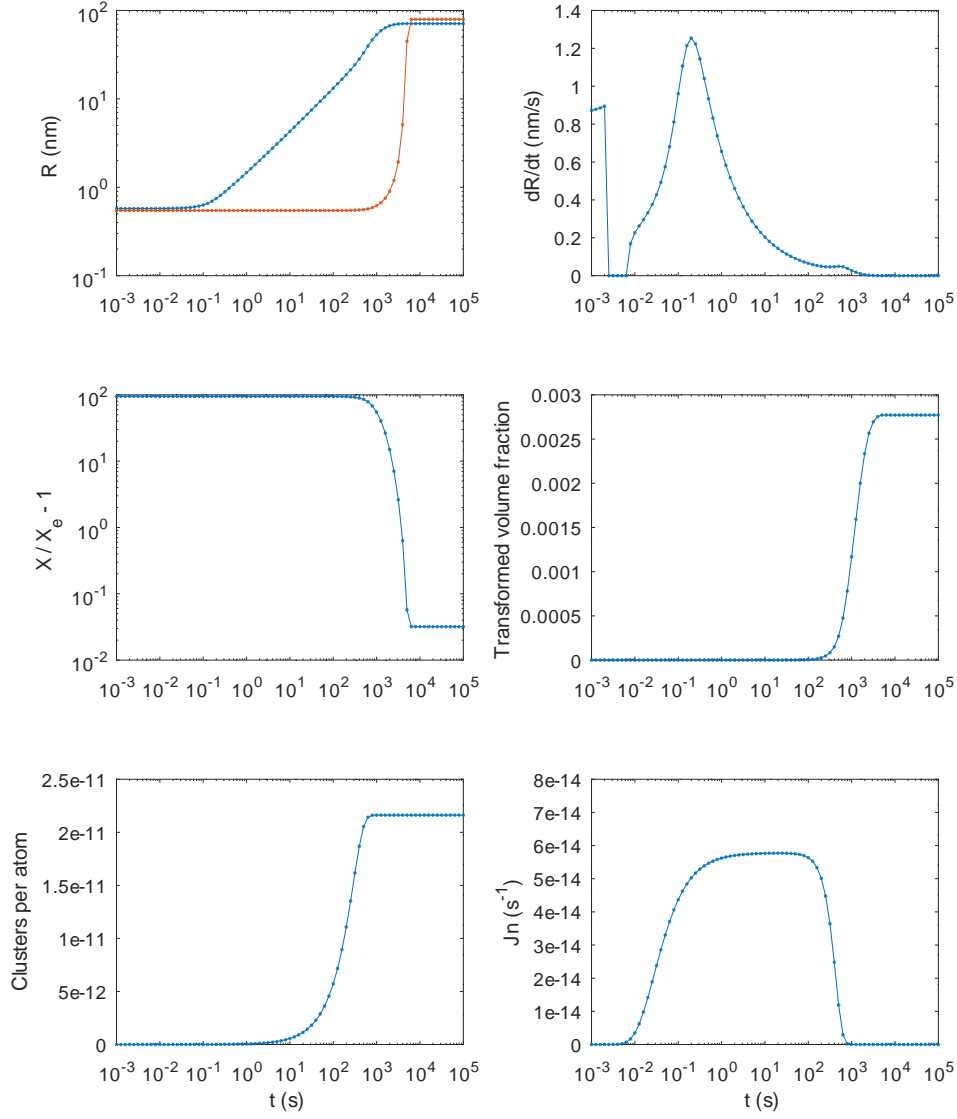 R (nm)
10^2
10^1
10^0
10^-1
10^-3 10^-2 10^-1 10^0 10^1 10^2 10^3 10^4 10^5
dR/dt (nm/s)
1.4
1.2
1
0.8
0.6
0.4
0.2
0
10^-3 10^-2 10^-1 10^0 10^1 10^2 10^3 10^4 10^5
X / X_e - 1
10^2
10^1
10^0
10^-1
10^-2
10^-3 10^-2 10^-1 10^0 10^1 10^2 10^3 10^4 10^5
Transformed volume fraction
0.003
0.0025
0.002
0.0015
0.001
0.0005
0
10^-3 10^-2 10^-1 10^0 10^1 10^2 10^3 10^4 10^5
Clusters per atom
2.5e-11
2e-11
1.5e-11
1e-11
5e-12
0
10^-3 10^-2 10^-1 10^0 10^1 10^2 10^3 10^4 10^5
t (s)
Jn (s^-1)
8e-14
7e-14
6e-14
5e-14
4e-14
3e-14
2e-14
1e-14
0
10^-3 10^-2 10^-1 10^0 10^1 10^2 10^3 10^4 10^5
t (s)